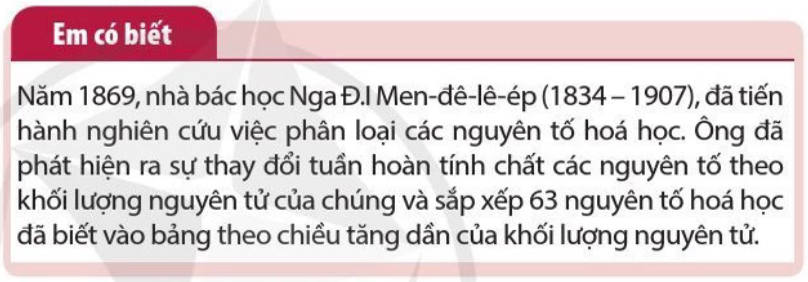 Em có biết
Năm 1869, nhà bác học Nga Đ.I Men-đê-lê-ép (1834 – 1907), đã tiến
hành nghiên cứu việc phân loại các nguyên tố hoá học. Ông đã
phát hiện ra sự thay đổi tuần hoàn tính chất các nguyên tố theo
khối lượng nguyên tử của chúng và sắp xếp 63 nguyên tố hoá học
đã biết vào bảng theo chiều tăng dần của khối lượng nguyên tử.